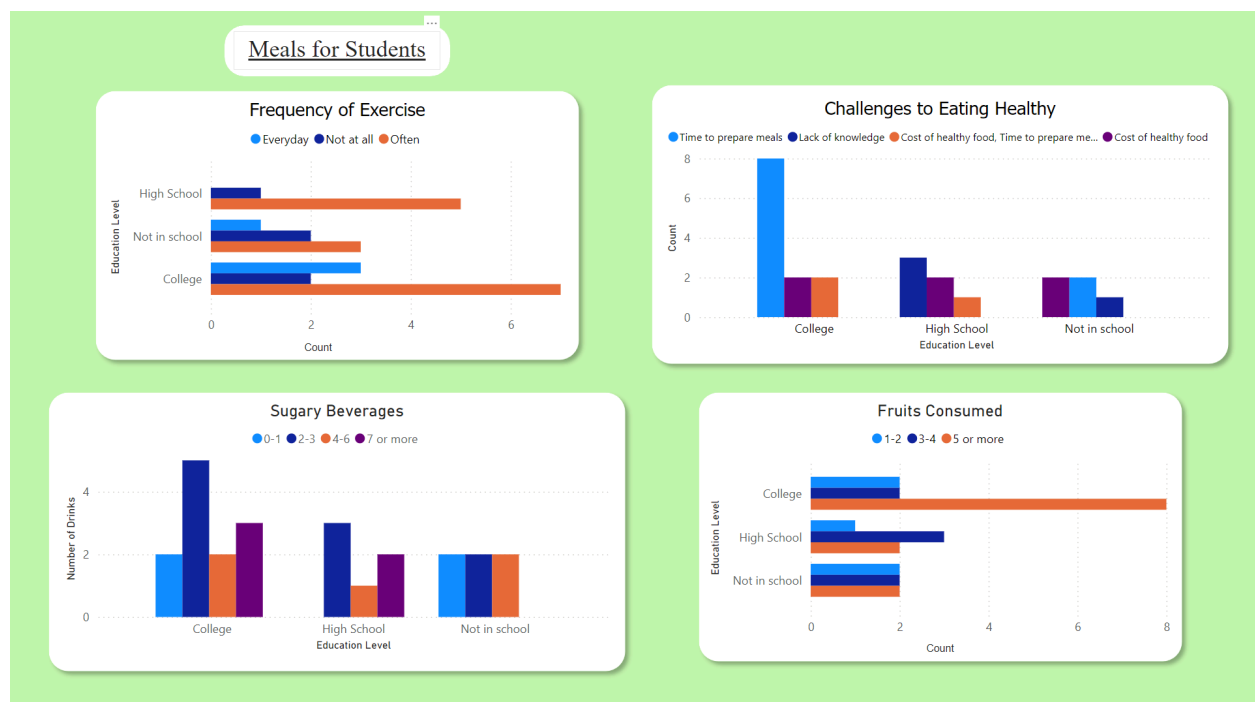 ...
Meals for Students
Frequency of Exercise
Everyday Not at all Often
Education Level
High School
Not in school
College
0 2 4 6
Count
Challenges to Eating Healthy
Time to prepare meals Lack of knowledge Cost of healthy food, Time to prepare me... Cost of healthy food
Count
8
6
4
2
0
College High School Not in school
Education Level
Sugary Beverages
0-1 2-3 4-6 7 or more
Number of Drinks
4
2
0
College High School Not in school
Education Level
Fruits Consumed
1-2 3-4 5 or more
Education Level
College
High School
Not in school
0 2 4 6 8
Count